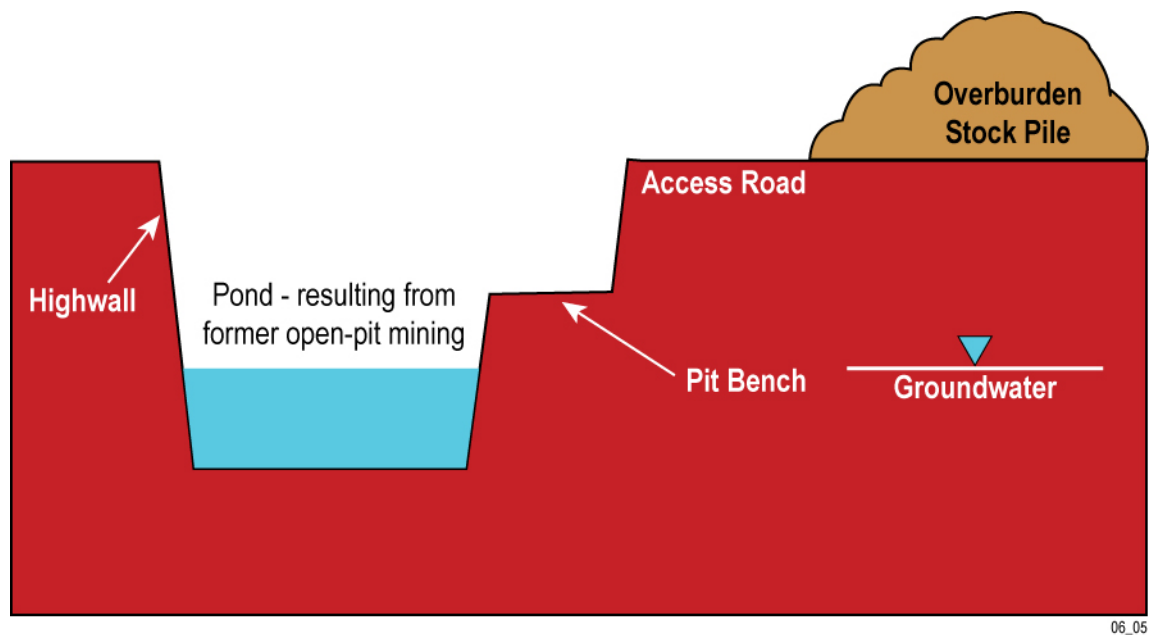 Overburden
Stock Pile
Access Road
Highwall
Pond - resulting from
former open-pit mining
Pit Bench
Groundwater
06_05